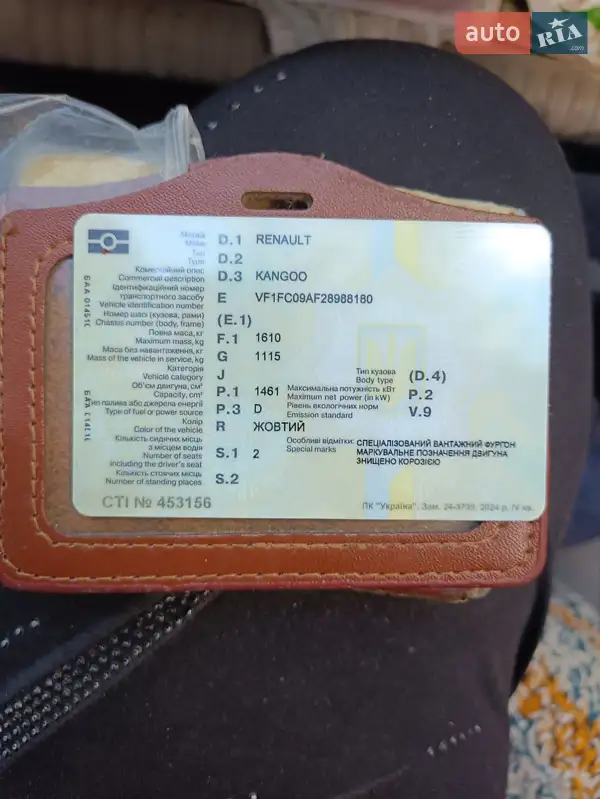 auto RIA .com
Марка
Make D.1 RENAULT
Тип
Type D.2
Комерційний опис
Commercial description D.3 KANGOO
Ідентифікаційний номер
транспортного засобу E VF1FC09AF28988180
Vehicle identification number
Номер шасі (кузова, рами)
Chassis number (body, frame) (E.1)
Повна маса, кг
Maximum mass, kg F.1 1610
Маса без навантаження, кг
Mass of the vehicle in service, kg G 1115
Категорія
Vehicle category J
Тип кузова
Body type (D.4)
Об'єм двигуна, см³
Capacity, cm³ P.1 1461
Максимальна потужність кВт
Maximum net power (in kW) P.2
Тип палива або джерела енергії
Type of fuel or power source P.3 D
Рівень екологічних норм
Emission standard V.9
Колір
Color of the vehicle R ЖОВТИЙ
Кількість сидячих місць
з місцем водія
Number of seats S.1 2
including the driver's seat
Особливі відмітки:
Special marks
СПЕЦІАЛІЗОВАНИЙ ВАНТАЖНИЙ ФУРГОН
МАРКУВАЛЬНЕ ПОЗНАЧЕННЯ ДВИГУНА
ЗНИЩЕНО КОРОЗІЄЮ
Кількість стоячих місць
Number of standing places S.2
СТІ № 453156
ПК "Україна". Зам. 24-3739. 2024 р. IV кв.